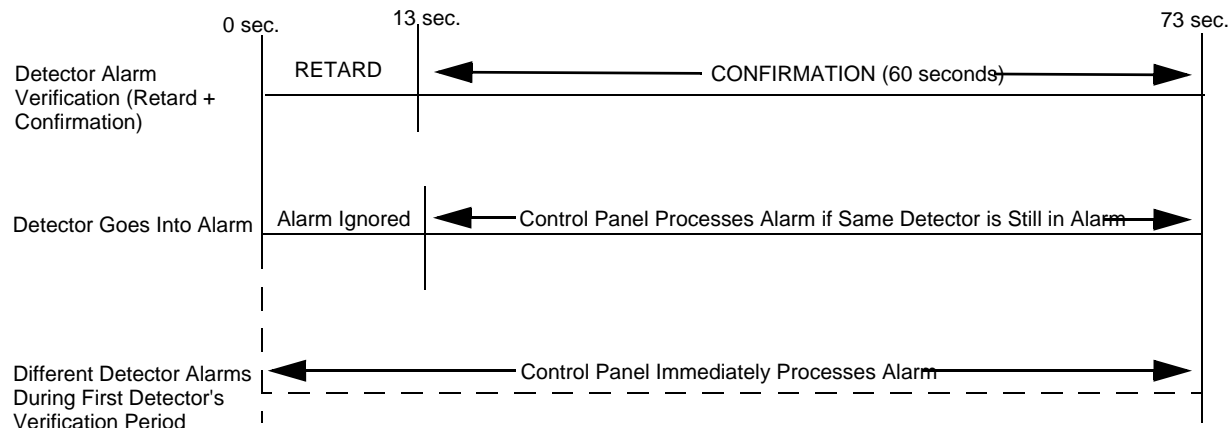 0 sec.
13 sec.
73 sec.
Detector Alarm
Verification (Retard +
Confirmation)
RETARD
CONFIRMATION (60 seconds)
Detector Goes Into Alarm
Alarm Ignored
Control Panel Processes Alarm if Same Detector is Still in Alarm
Different Detector Alarms
During First Detector's
Verification Period
Control Panel Immediately Processes Alarm